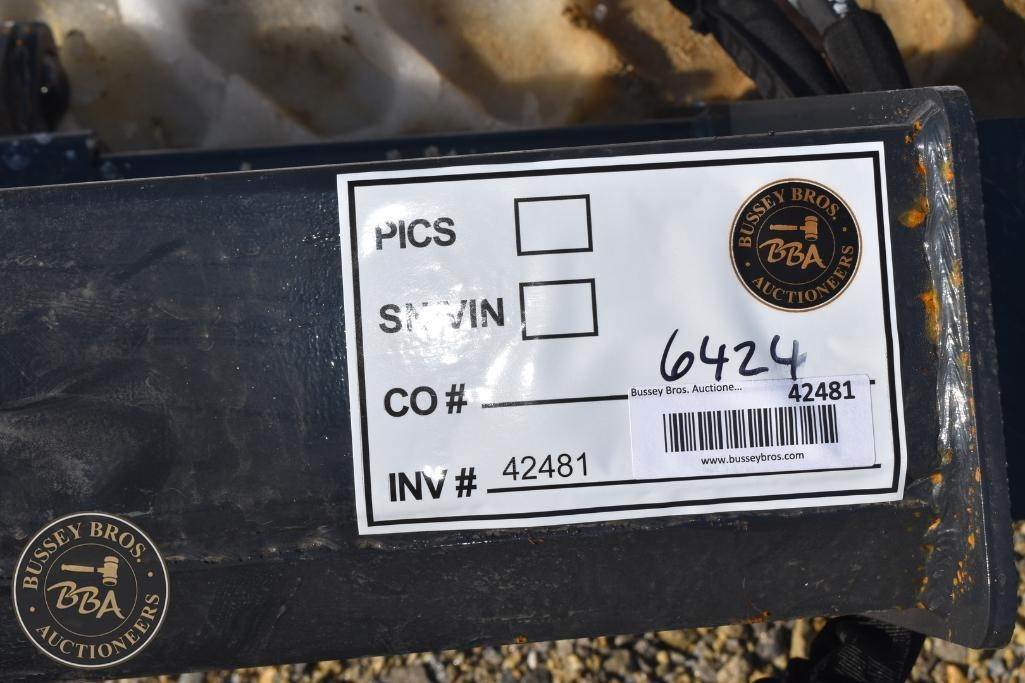 PICS
SN/VIN
CO # 6424
INV # 42481
BUSSEY BROS.
BBA
AUCTIONEERS
Bussey Bros. Auctione... 42481
www.busseybros.com
BUSSEY BROS.
BBA
AUCTIONEERS